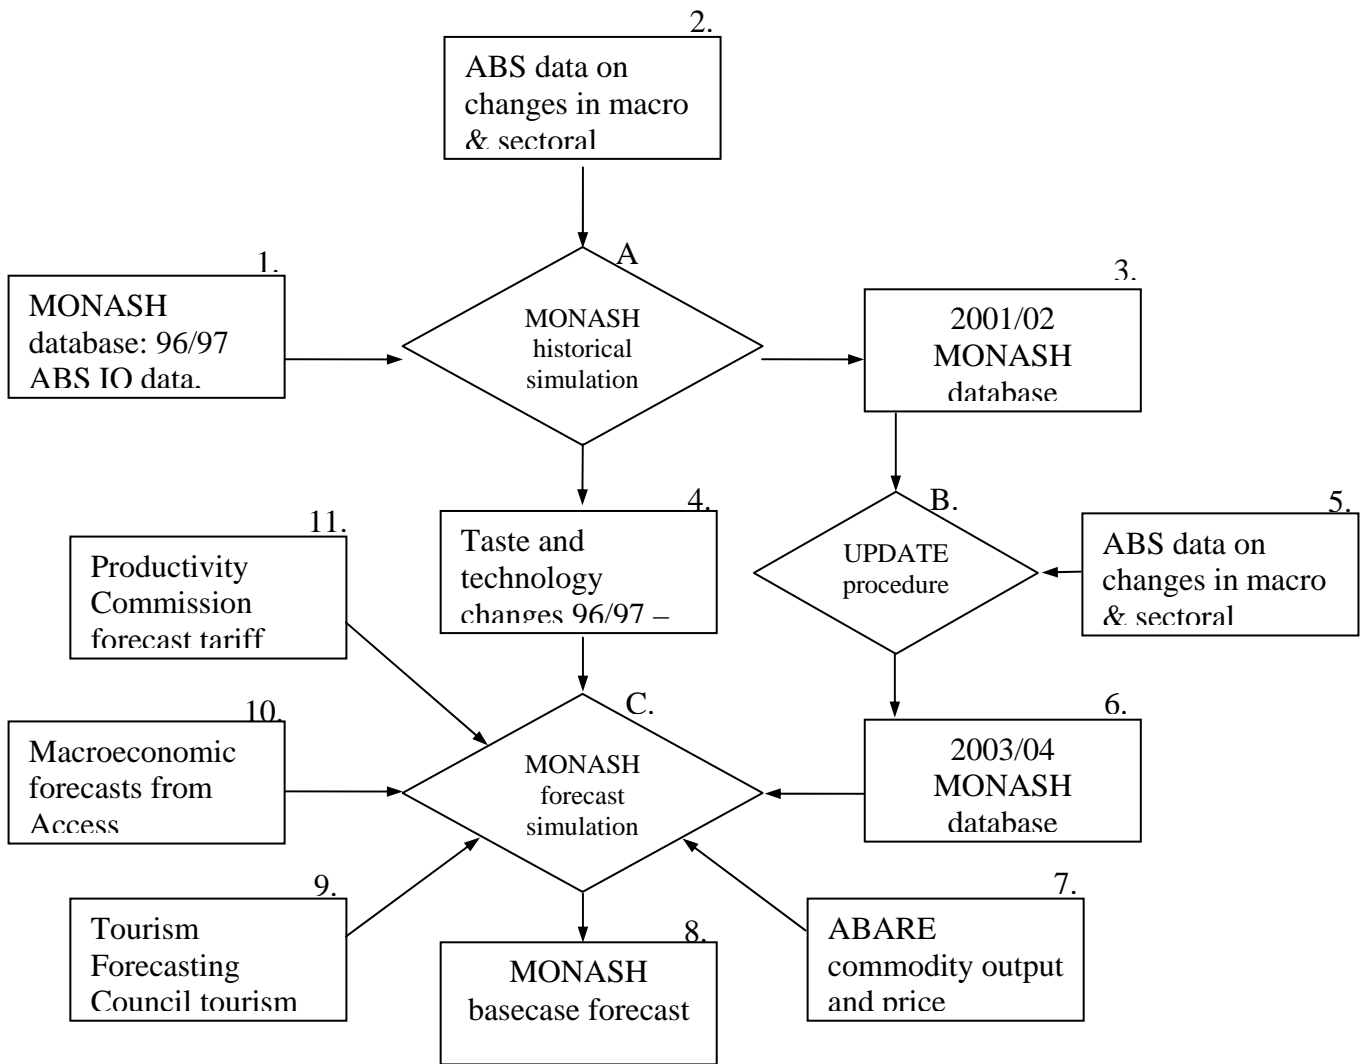 2.
ABS data on
changes in macro
& sectoral
A
1.
MONASH
database: 96/97
ABS IO data.
MONASH
historical
simulation
3.
2001/02
MONASH
database
4.
Taste and
technology
changes 96/97 –
B.
UPDATE
procedure
5.
ABS data on
changes in macro
& sectoral
11.
Productivity
Commission
forecast tariff
10.
Macroeconomic
forecasts from
Access
C.
MONASH
forecast
simulation
6.
2003/04
MONASH
database
9.
Tourism
Forecasting
Council tourism
8.
MONASH
basecase forecast
7.
ABARE
commodity output
and price